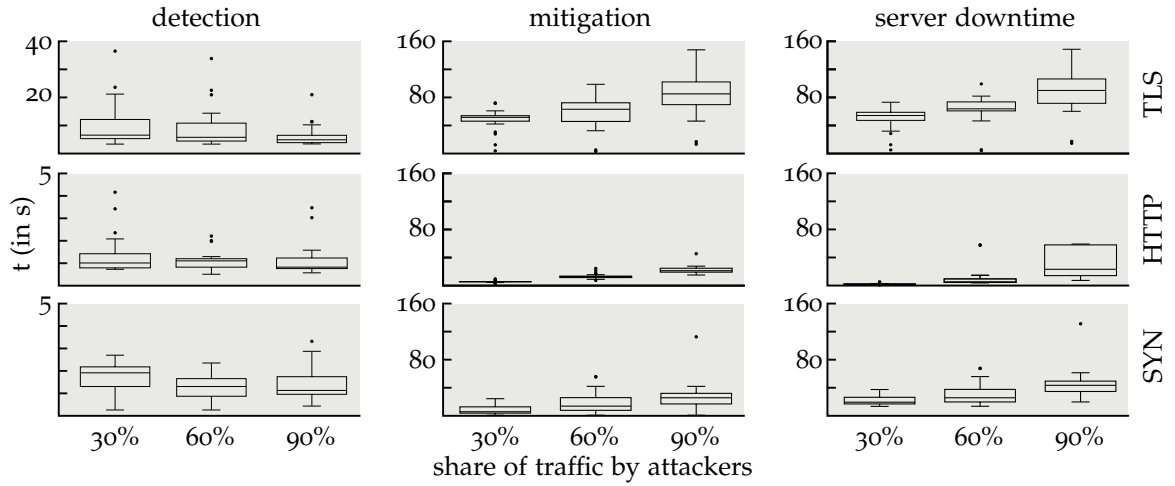 detection mitigation server downtime
40 160 160
20 80 80
TLS
5 160 160
80 80
HTTP
t (in s)
5 160 160
80 80
SYN
30% 60% 90% 30% 60% 90% 30% 60% 90%
share of traffic by attackers